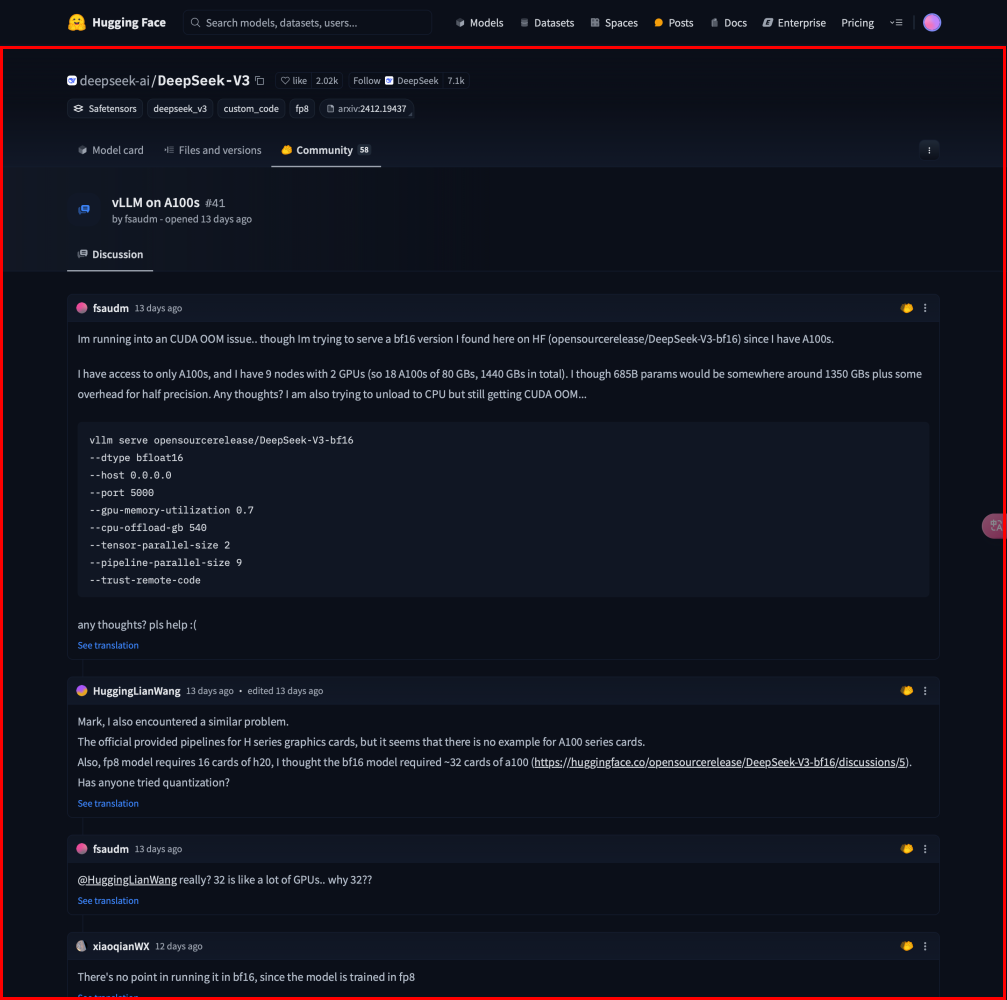 Hugging Face
Search models, datasets, users...
Models
Datasets
Spaces
Posts
Docs
Enterprise
Pricing
deepseek-ai/DeepSeek-V3
like 2.02k
Follow DeepSeek 7.1k
Safetensors
deepseek_v3
custom_code
fp8
arxiv:2412.19437
Model card
Files and versions
Community 58
vLLM on A100s #41
by fsaudm - opened 13 days ago
Discussion
fsaudm 13 days ago
Im running into an CUDA OOM issue.. though Im trying to serve a bf16 version I found here on HF (opensourcerelease/DeepSeek-V3-bf16) since I have A100s.
I have access to only A100s, and I have 9 nodes with 2 GPUs (so 18 A100s of 80 GBs, 1440 GBs in total). I though 685B params would be somewhere around 1350 GBs plus some
overhead for half precision. Any thoughts? I am also trying to unload to CPU but still getting CUDA OOM...
vllm serve opensourcerelease/DeepSeek-V3-bf16
--dtype bfloat16
--host 0.0.0.0
--port 5000
--gpu-memory-utilization 0.7
--cpu-offload-gb 540
--tensor-parallel-size 2
--pipeline-parallel-size 9
--trust-remote-code
any thoughts? pls help :(
See translation
HuggingLianWang 13 days ago • edited 13 days ago
Mark, I also encountered a similar problem.
The official provided pipelines for H series graphics cards, but it seems that there is no example for A100 series cards.
Also, fp8 model requires 16 cards of h20, I thought the bf16 model required ~32 cards of a100 (https://huggingface.co/opensourcerelease/DeepSeek-V3-bf16/discussions/5).
Has anyone tried quantization?
See translation
fsaudm 13 days ago
@HuggingLianWang really? 32 is like a lot of GPUs.. why 32??
See translation
xiaoqianWX 12 days ago
There's no point in running it in bf16, since the model is trained in fp8
See translation